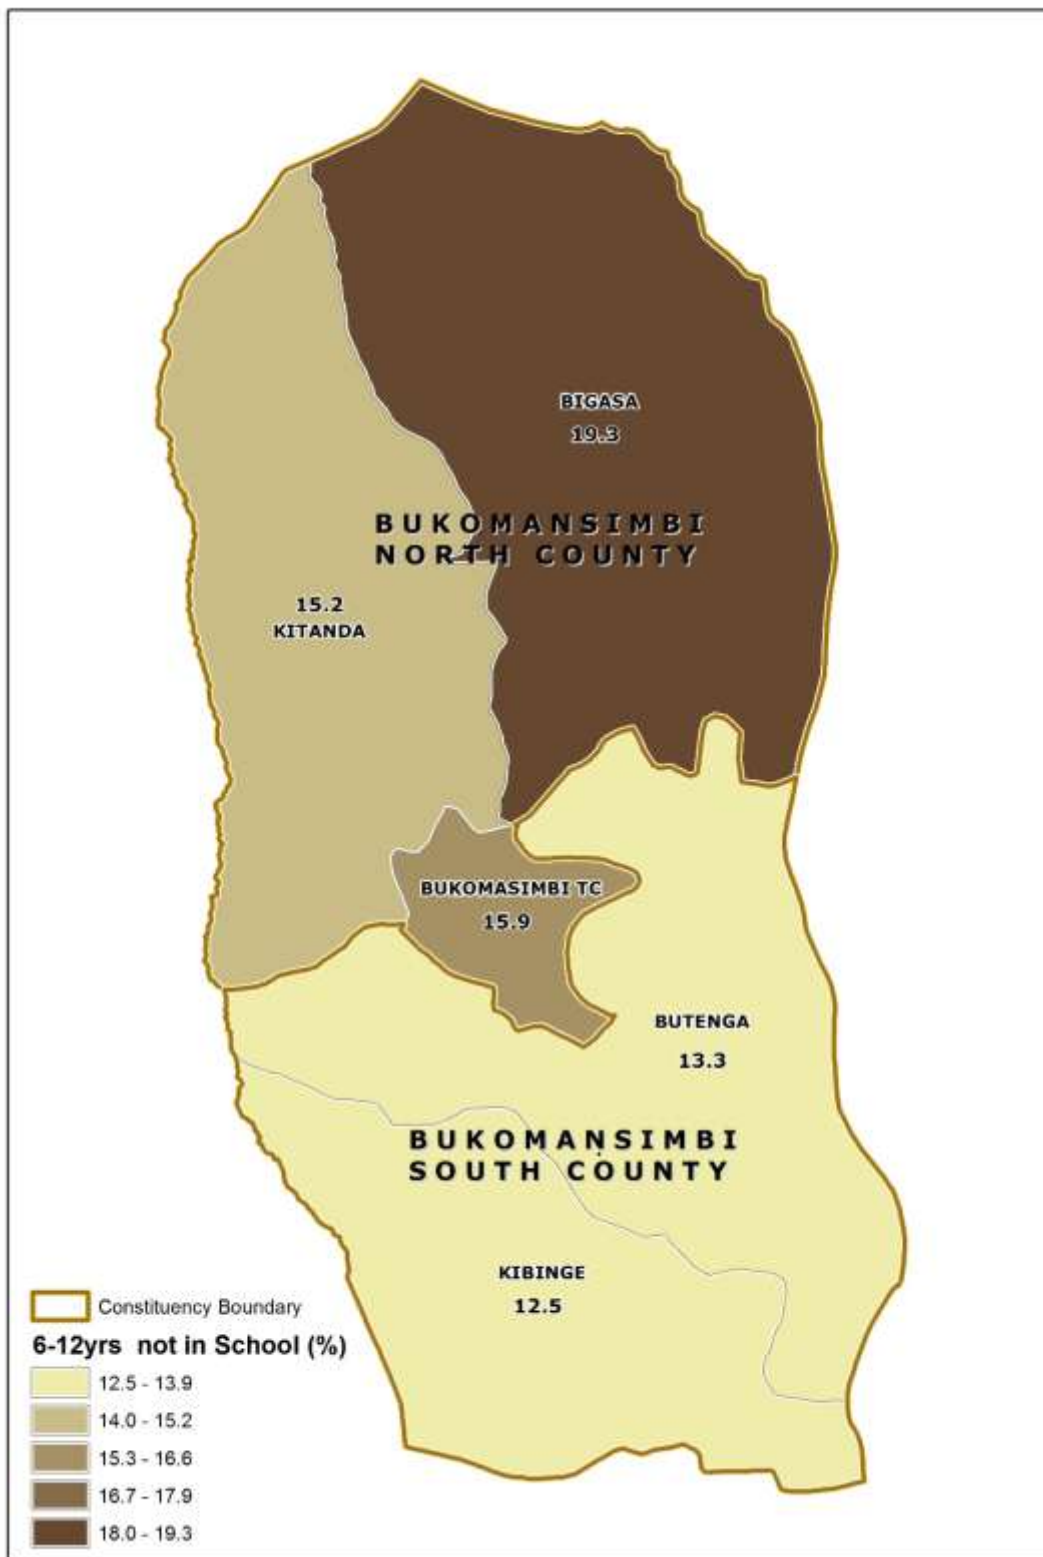 BIGASA
19.3
BUKOMANSIMBI
NORTH COUNTY
15.2
KITANDA
BUKOMASIMBI TC
15.9
BUTENGA
13.3
BUKOMANSIMBI
SOUTH COUNTY
KIBINGE
12.5
Constituency Boundary
6-12yrs not in School (%)
12.5 - 13.9
14.0 - 15.2
15.3 - 16.6
16.7 - 17.9
18.0 - 19.3